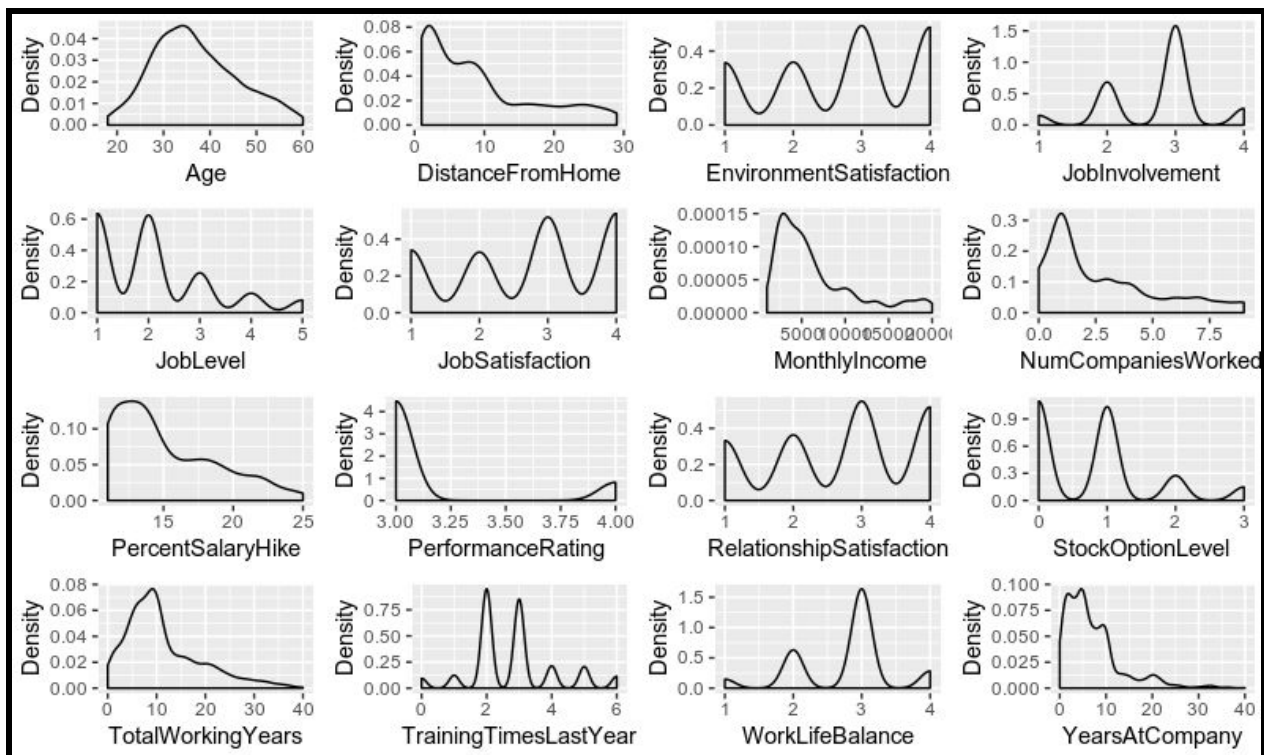 Density
0.04
0.03
0.02
0.01
0.00
20 30 40 50 60
Age
Density
0.08
0.06
0.04
0.02
0.00
0 10 20 30
DistanceFromHome
Density
0.4
0.2
0.0
1 2 3 4
EnvironmentSatisfaction
Density
1.5
1.0
0.5
0.0
1 2 3 4
JobInvolvement
Density
0.6
0.4
0.2
0.0
1 2 3 4 5
JobLevel
Density
0.4
0.2
0.0
1 2 3 4
JobSatisfaction
Density
0.00015
0.00010
0.00005
0.00000
5000 10000 15000 20000
MonthlyIncome
Density
0.3
0.2
0.1
0.0
0.0 2.5 5.0 7.5
NumCompaniesWorked
Density
0.10
0.05
0.00
15 20 25
PercentSalaryHike
Density
4
3
2
1
0
3.00 3.25 3.50 3.75 4.00
PerformanceRating
Density
0.4
0.2
0.0
1 2 3 4
RelationshipSatisfaction
Density
0.9
0.6
0.3
0.0
0 1 2 3
StockOptionLevel
Density
0.08
0.06
0.04
0.02
0.00
0 10 20 30 40
TotalWorkingYears
Density
0.75
0.50
0.25
0.00
0 2 4 6
TrainingTimesLastYear
Density
1.5
1.0
0.5
0.0
1 2 3 4
WorkLifeBalance
Density
0.100
0.075
0.050
0.025
0.000
0 10 20 30 40
YearsAtCompany